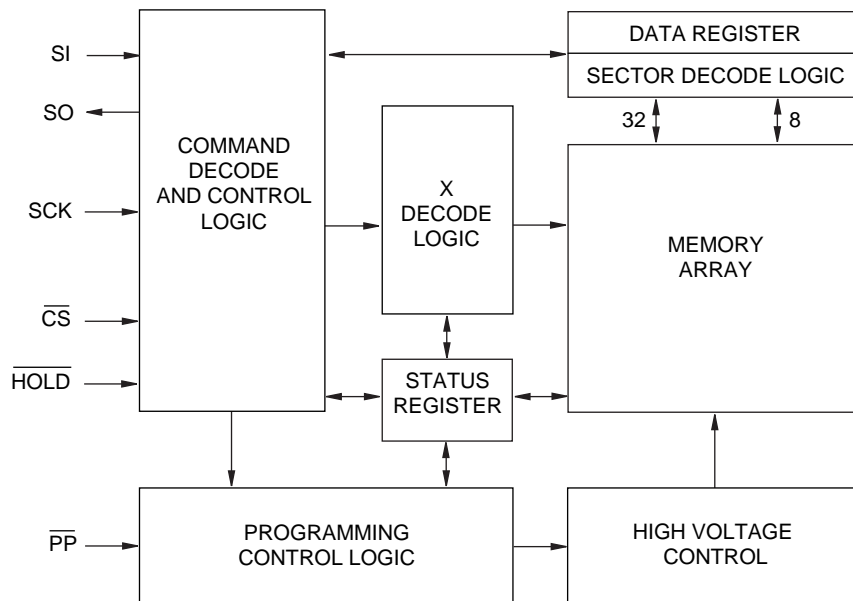 DATA REGISTER
SI
SECTOR DECODE LOGIC
SO
32
8
COMMAND
DECODE
AND CONTROL
LOGIC
X
DECODE
LOGIC
SCK
MEMORY
ARRAY
CS
HOLD
STATUS
REGISTER
PP
PROGRAMMING
CONTROL LOGIC
HIGH VOLTAGE
CONTROL